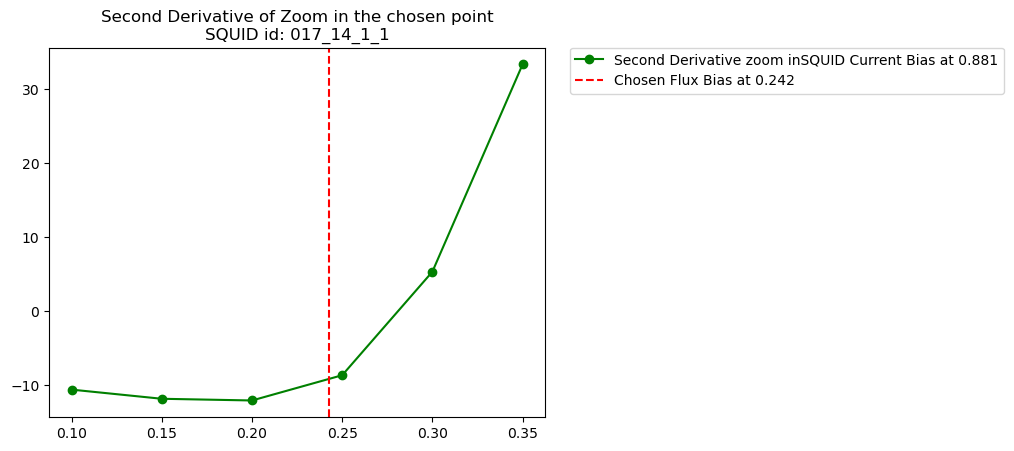 Second Derivative of Zoom in the chosen point
SQUID id: 017_14_1_1
Second Derivative zoom inSQUID Current Bias at 0.881
Chosen Flux Bias at 0.242
30
20
10
0
−10
0.10 0.15 0.20 0.25 0.30 0.35